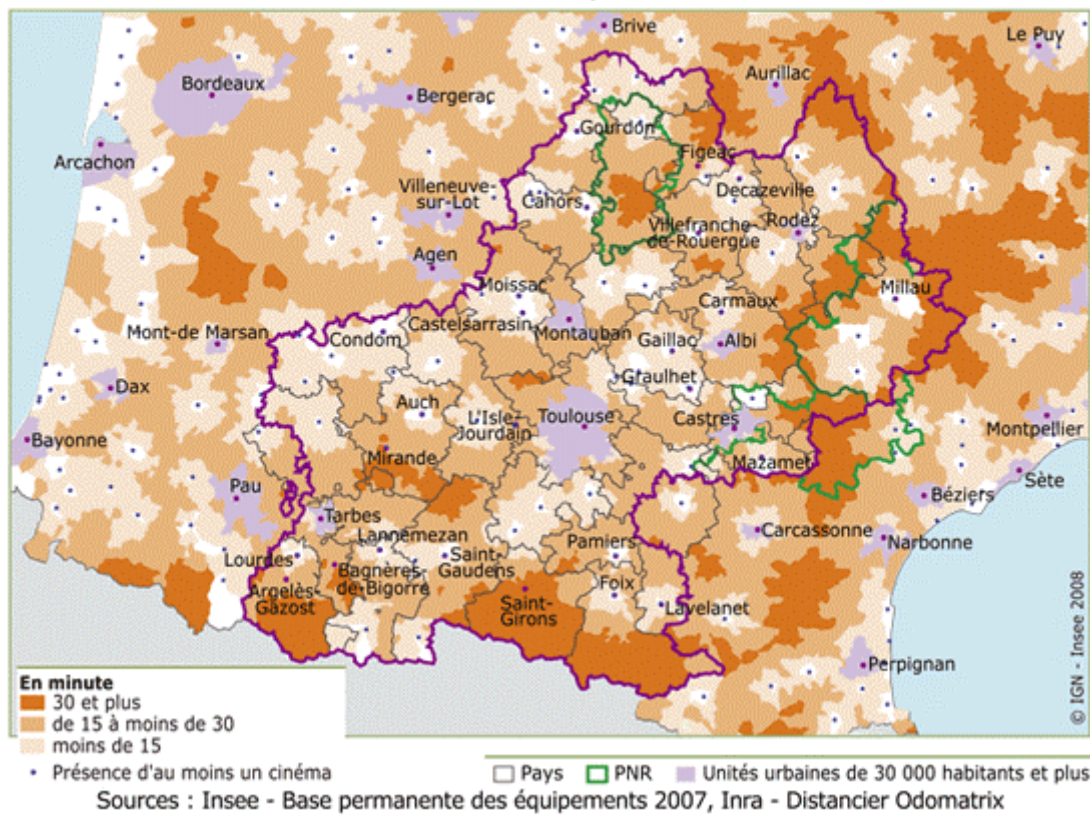 Brive
Le Puy
Aurillac
Bordeaux
Bergerac
Gourdon
Arcachon
Figeac
Villeneuve-
sur-Lot
Decazeville
Cahors
Rodez
Villefranche-
de-Rouergue
Agen
Moissac
Millau
Carmaux
Mont-de Marsan
Condom
Castelsarrasin
Montauban
Gaillac
Albi
Graulhet
Dax
Auch
L'Isle-
Jourdain
Toulouse
Castres
Bayonne
Montpellier
Mirande
Mazamet
Pau
Sète
Béziers
Tarbes
Carcassonne
Lannemezan
Narbonne
Pamiers
Lourdes
Saint-
Gaudens
Bagnères-
de-Bigorre
Argelès-
Gazost
Foix
Saint-
Girons
Lavelanet
Perpignan
© IGN - Insee 2008
En minute
30 et plus
de 15 à moins de 30
moins de 15
Présence d'au moins un cinéma
Pays
PNR
Unités urbaines de 30 000 habitants et plus
Sources : Insee - Base permanente des équipements 2007, Inra - Distancier Odomatrix